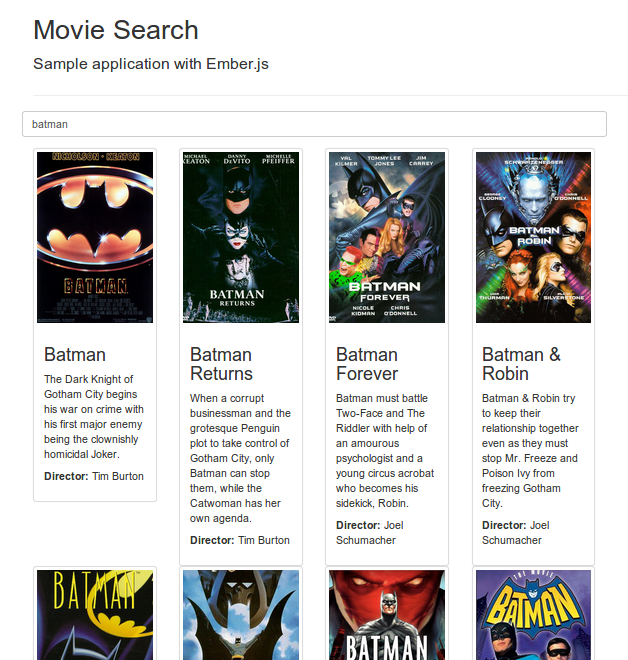 Movie Search
Sample application with Ember.js
batman
NICHOLSON · KEATON
BATMAN
MICHAEL DANNY MICHELLE
KEATON DeVITO PFEIFFER
BATMAN
RETURNS
VAL TOMMY LEE JIM
KILMER JONES CARREY
BATMAN
FOREVER
NICOLE CHRIS
KIDMAN O'DONNELL
ARNOLD
SCHWARZENEGGER
GEORGE CHRIS
CLOONEY O'DONNELL
BATMAN
&
ROBIN
UMA
THURMAN SILVERSTONE
Batman
The Dark Knight of
Gotham City begins
his war on crime with
his first major enemy
being the clownishly
homicidal Joker.
Director: Tim Burton
Batman
Returns
When a corrupt
businessman and the
grotesque Penguin
plot to take control of
Gotham City, only
Batman can stop
them, while the
Catwoman has her
own agenda.
Director: Tim Burton
Batman
Forever
Batman must battle
Two-Face and The
Riddler with help of
an amourous
psychologist and a
young circus acrobat
who becomes his
sidekick, Robin.
Director: Joel
Schumacher
Batman &
Robin
Batman & Robin try
to keep their
relationship together
even as they must
stop Mr. Freeze and
Poison Ivy from
freezing Gotham
City.
Director: Joel
Schumacher
BATMAN
BATMAN
THE MOVIE
BATMAN